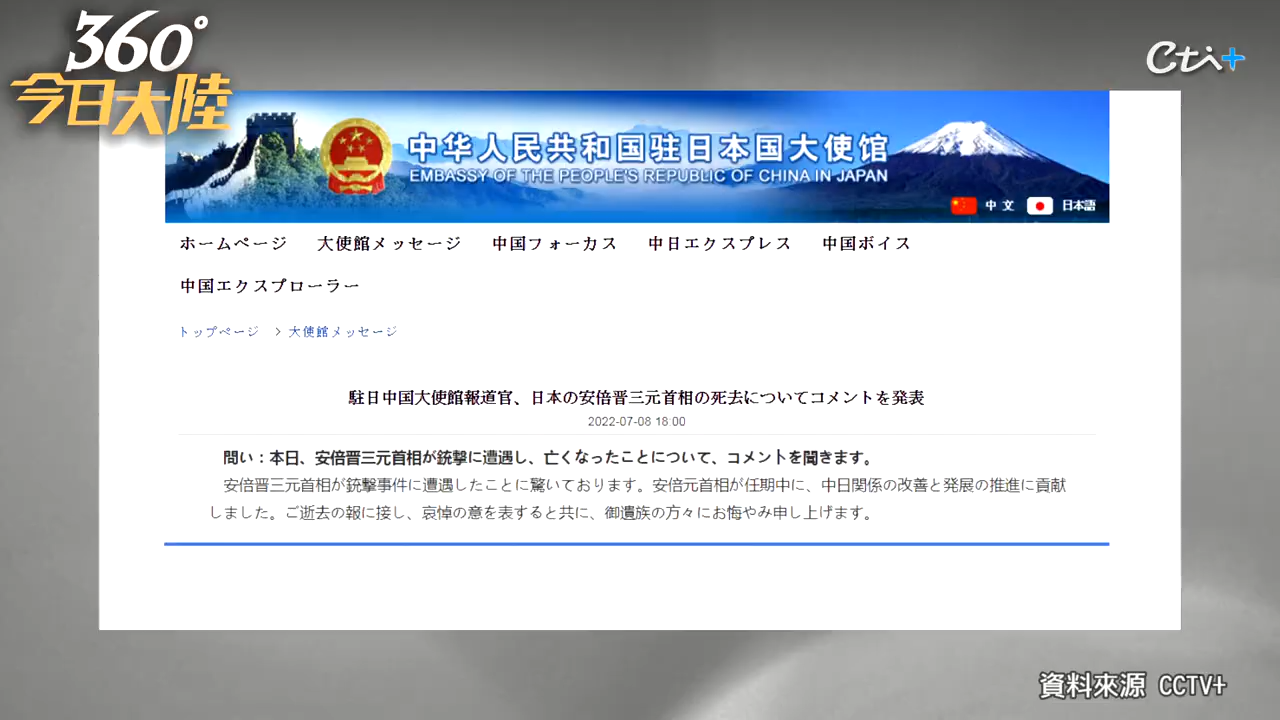 360°
今日大陸
Cti+
中华人民共和国驻日本国大使馆
EMBASSY OF THE PEOPLE'S REPUBLIC OF CHINA IN JAPAN
中文 日本語
ホームページ 大使館メッセージ 中国フォーカス 中日エクスプレス 中国ボイス
中国エクスプローラー
トップページ > 大使館メッセージ
駐日中国大使館報道官、日本の安倍晋三元首相の死去についてコメントを発表
2022-07-08 18:00
問い：本日、安倍晋三元首相が銃撃に遭遇し、亡くなったことについて、コメントを聞きます。
安倍晋三元首相が銃撃事件に遭遇したことに驚いております。安倍元首相が任期中に、中日関係の改善と発展の推進に貢献
しました。ご逝去の報に接し、哀悼の意を表すると共に、御遺族の方々にお悔やみ申し上げます。
資料來源 CCTV+